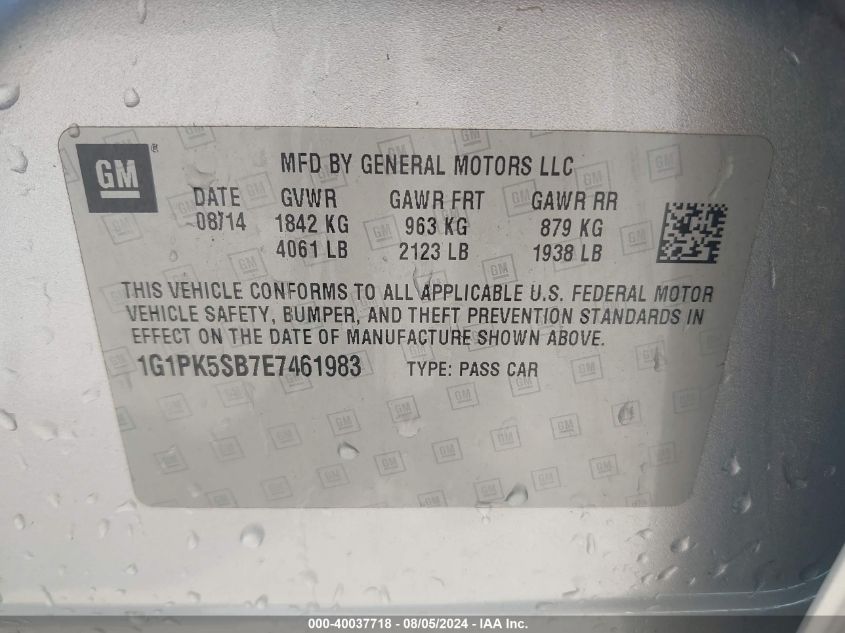 GM ®
MFD BY GENERAL MOTORS LLC
DATE GVWR GAWR FRT GAWR RR
08/14 1842 KG 963 KG 879 KG
4061 LB 2123 LB 1938 LB
THIS VEHICLE CONFORMS TO ALL APPLICABLE U.S. FEDERAL MOTOR
VEHICLE SAFETY, BUMPER, AND THEFT PREVENTION STANDARDS IN
EFFECT ON THE DATE OF MANUFACTURE SHOWN ABOVE.
1G1PK5SB7E7461983 TYPE: PASS CAR
000-40037718 - 08/05/2024 - IAA Inc.